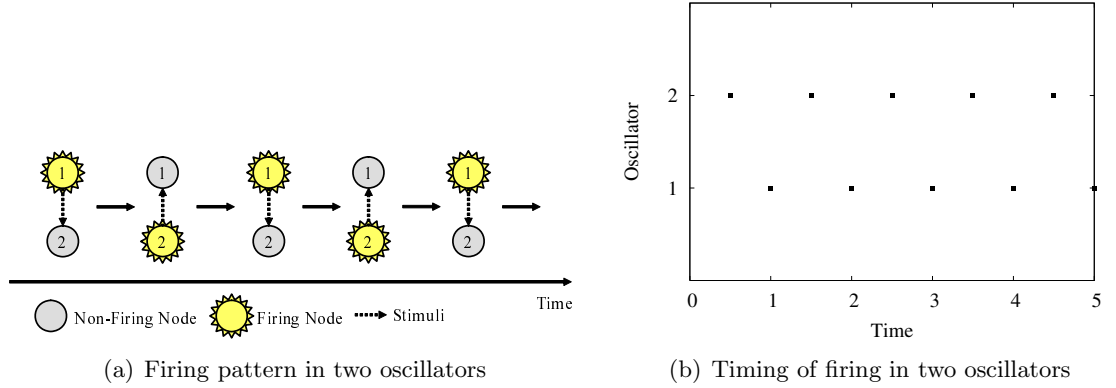 1
1
1
1
1
2
2
2
2
2
Time
Non-Firing Node
Firing Node
Stimuli
(a) Firing pattern in two oscillators
Oscillator
2
1
0 1 2 3 4 5
Time
(b) Timing of firing in two oscillators